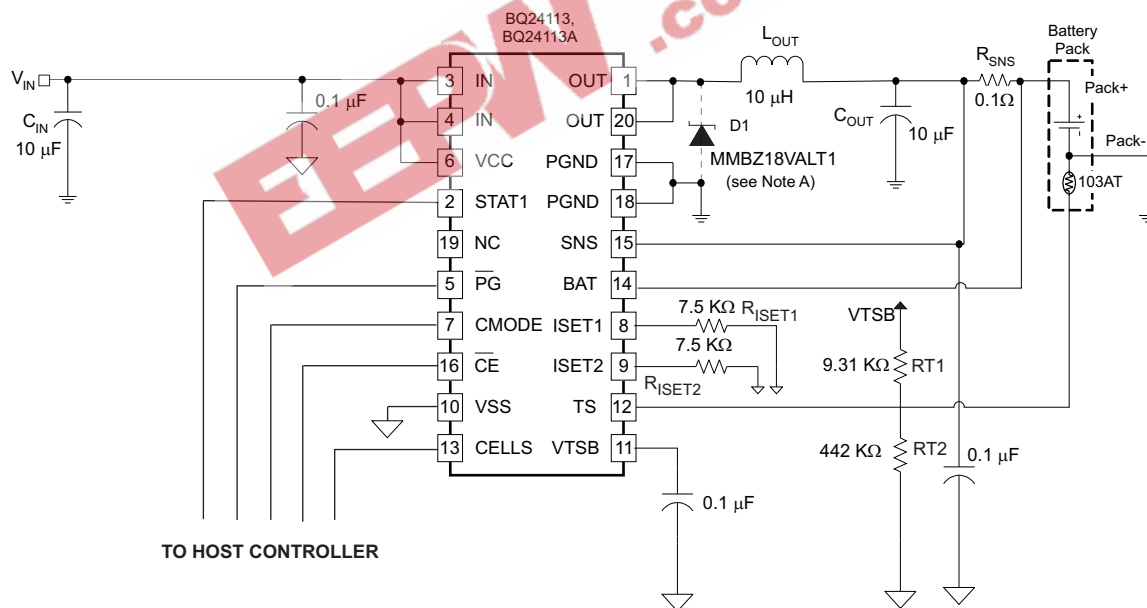 BQ24113,
BQ24113A
LOUT
Battery
Pack
RSNS
VIN
3 IN
OUT 1
10 μH
0.1Ω
Pack+
0.1 μF
CIN
10 μF
4 IN
OUT 20
D1
COUT
10 μF
+
-
Pack-
6 VCC
PGND 17
MMBZ18VALT1
(see Note A)
103AT
2 STAT1
PGND 18
19 NC
SNS 15
5 PG
BAT 14
7.5 KΩ
RISET1
VTSB
7 CMODE
ISET1 8
7.5 KΩ
16 CE
ISET2 9
9.31 KΩ RT1
RISET2
10 VSS
TS 12
13 CELLS
VTSB 11
442 KΩ RT2
0.1 μF
0.1 μF
TO HOST CONTROLLER
EEPW
.co